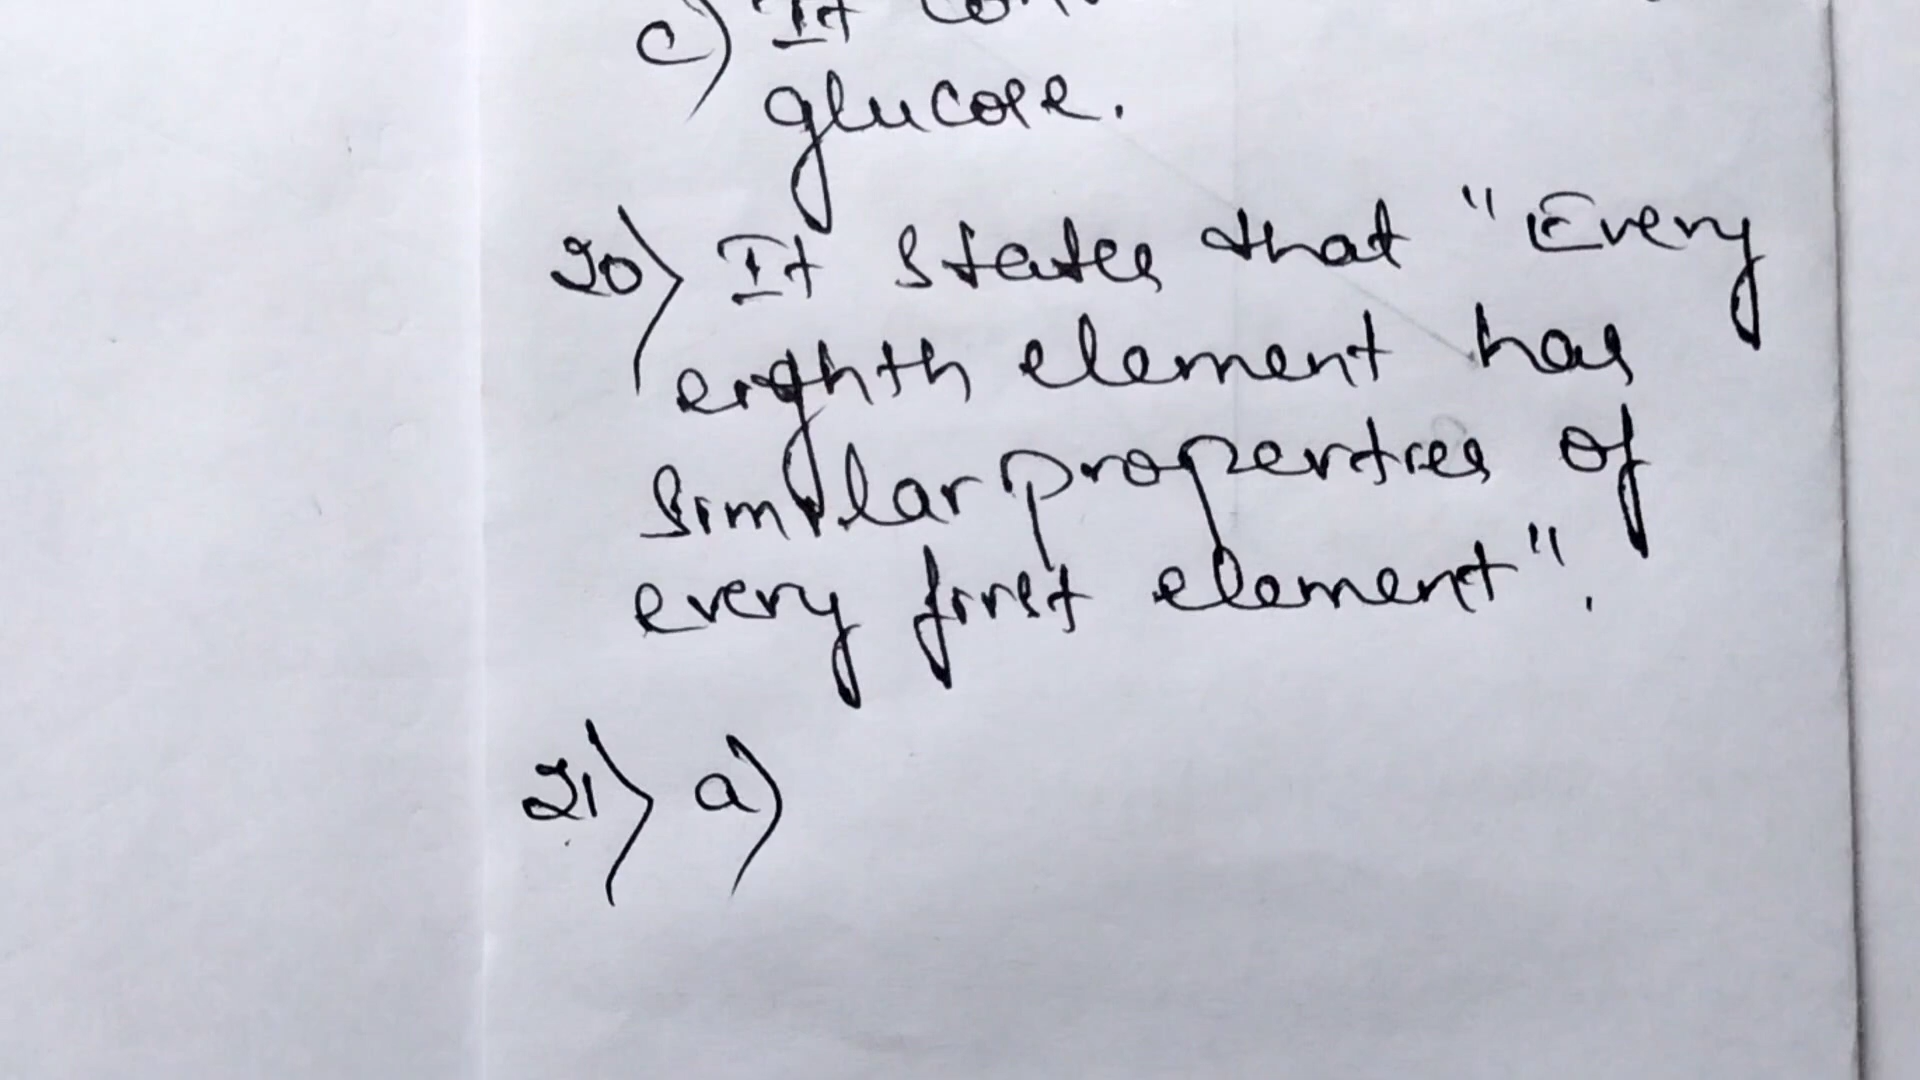 c) It
glucose.
20) It states that "Every
eighth element has
similar properties of
every first element".
21) a)